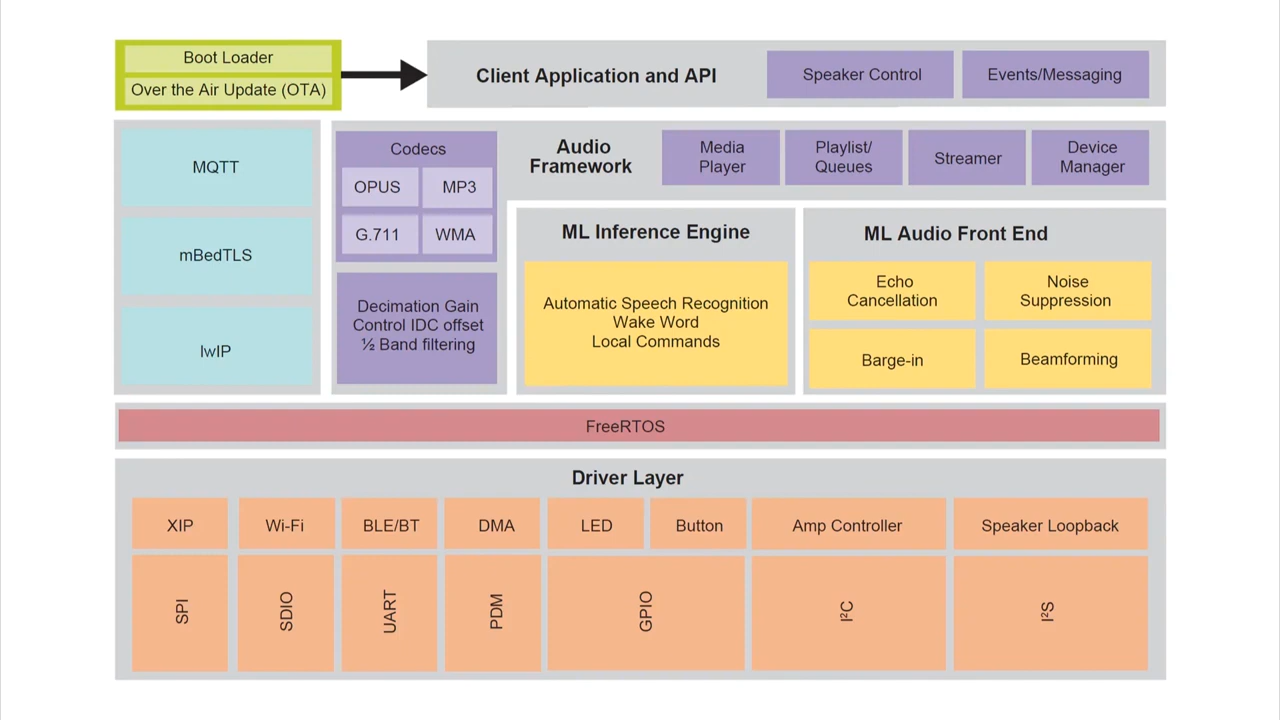 Boot Loader
Over the Air Update (OTA)
Client Application and API
Speaker Control
Events/Messaging
MQTT
mBedTLS
lwIP
Codecs
OPUS
MP3
G.711
WMA
Decimation Gain
Control IDC offset
½ Band filtering
Audio
Framework
Media
Player
Playlist/
Queues
Streamer
Device
Manager
ML Inference Engine
Automatic Speech Recognition
Wake Word
Local Commands
ML Audio Front End
Echo
Cancellation
Noise
Suppression
Barge-in
Beamforming
FreeRTOS
Driver Layer
XIP
Wi-Fi
BLE/BT
DMA
LED
Button
Amp Controller
Speaker Loopback
SPI
SDIO
UART
PDM
GPIO
I²C
I²S